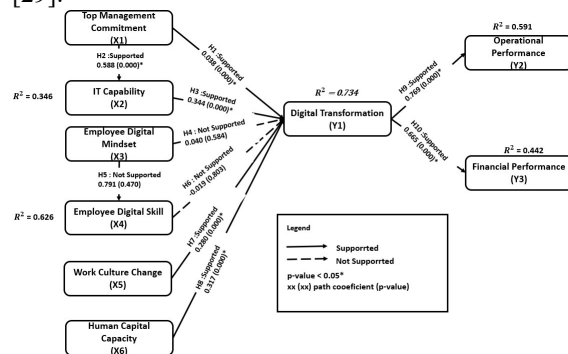 [29].
Top Management
Commitment
(X1)
H2 :Supported
0.588 (0.000)*
R² = 0.346
IT Capability
(X2)
Employee Digital
Mindset
(X3)
H5 : Not Supported
0.791 (0.470)
R² = 0.626
Employee Digital Skill
(X4)
Work Culture Change
(X5)
Human Capital
Capacity
(X6)
H1 :Supported
0.038 (0.000)*
H3 :Supported
0.344 (0.000)*
H4 : Not Supported
0.040 (0.584)
H6 : Not Supported
-0.019 (0.803)
H7 :Supported
0.280 (0.000)*
H8 :Supported
0.317 (0.000)*
R² = 0.734
Digital Transformation
(Y1)
H9 :Supported
0.769 (0.000)*
H10 :Supported
0.665 (0.000)*
R² = 0.591
Operational
Performance
(Y2)
R² = 0.442
Financial Performance
(Y3)
Legend
Supporrted
Not Supporrted
p-value < 0.05*
xx (xx) path cooeficient (p-value)